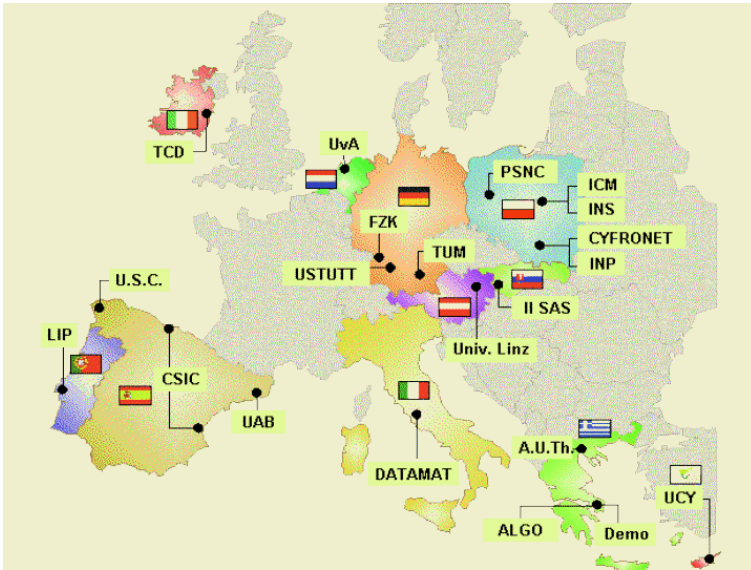 TCD
UvA
PSNC
ICM
INS
FZK
CYFRONET
TUM
INP
USTUTT
U.S.C.
II SAS
LIP
Univ. Linz
CSIC
UAB
A.U.Th.
DATAMAT
UCY
ALGO
Demo